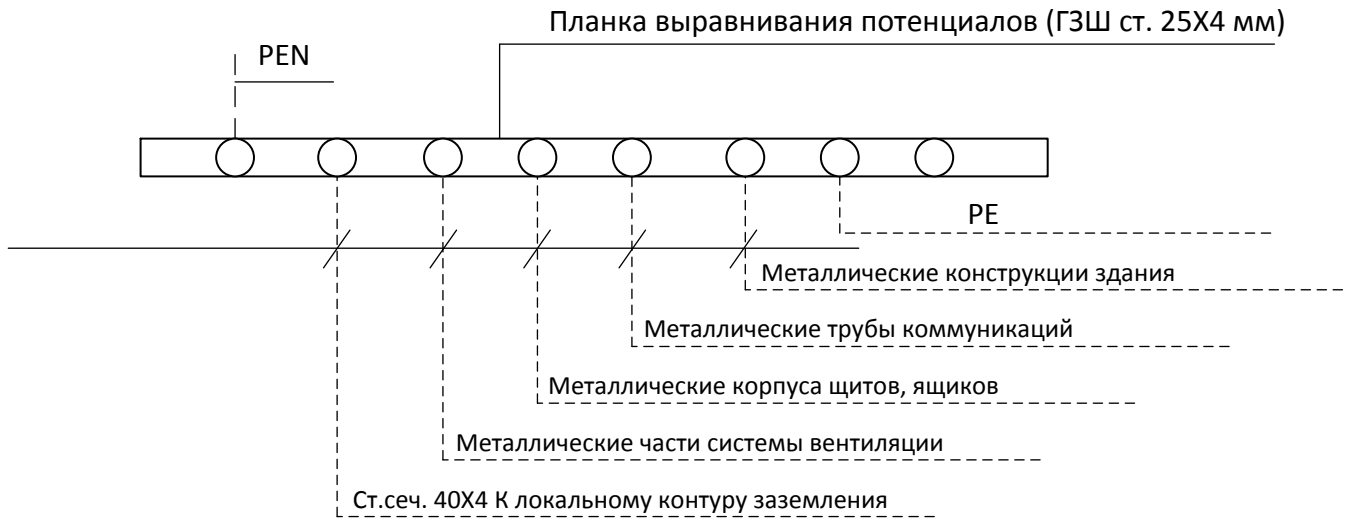 Планка выравнивания потенциалов (ГЗШ ст. 25Х4 мм)
PEN
PE
Металлические конструкции здания
Металлические трубы коммуникаций
Металлические корпуса щитов, ящиков
Металлические части системы вентиляции
Ст.сеч. 40Х4 К локальному контуру заземления